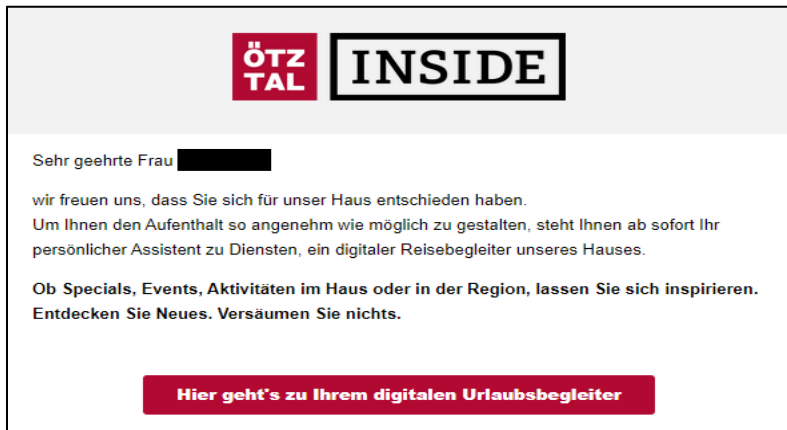 ÖTZ
TAL
INSIDE
Sehr geehrte Frau
wir freuen uns, dass Sie sich für unser Haus entschieden haben.
Um Ihnen den Aufenthalt so angenehm wie möglich zu gestalten, steht Ihnen ab sofort Ihr
persönlicher Assistent zu Diensten, ein digitaler Reisebegleiter unseres Hauses.
Ob Specials, Events, Aktivitäten im Haus oder in der Region, lassen Sie sich inspirieren.
Entdecken Sie Neues. Versäumen Sie nichts.
Hier geht's zu Ihrem digitalen Urlaubsbegleiter